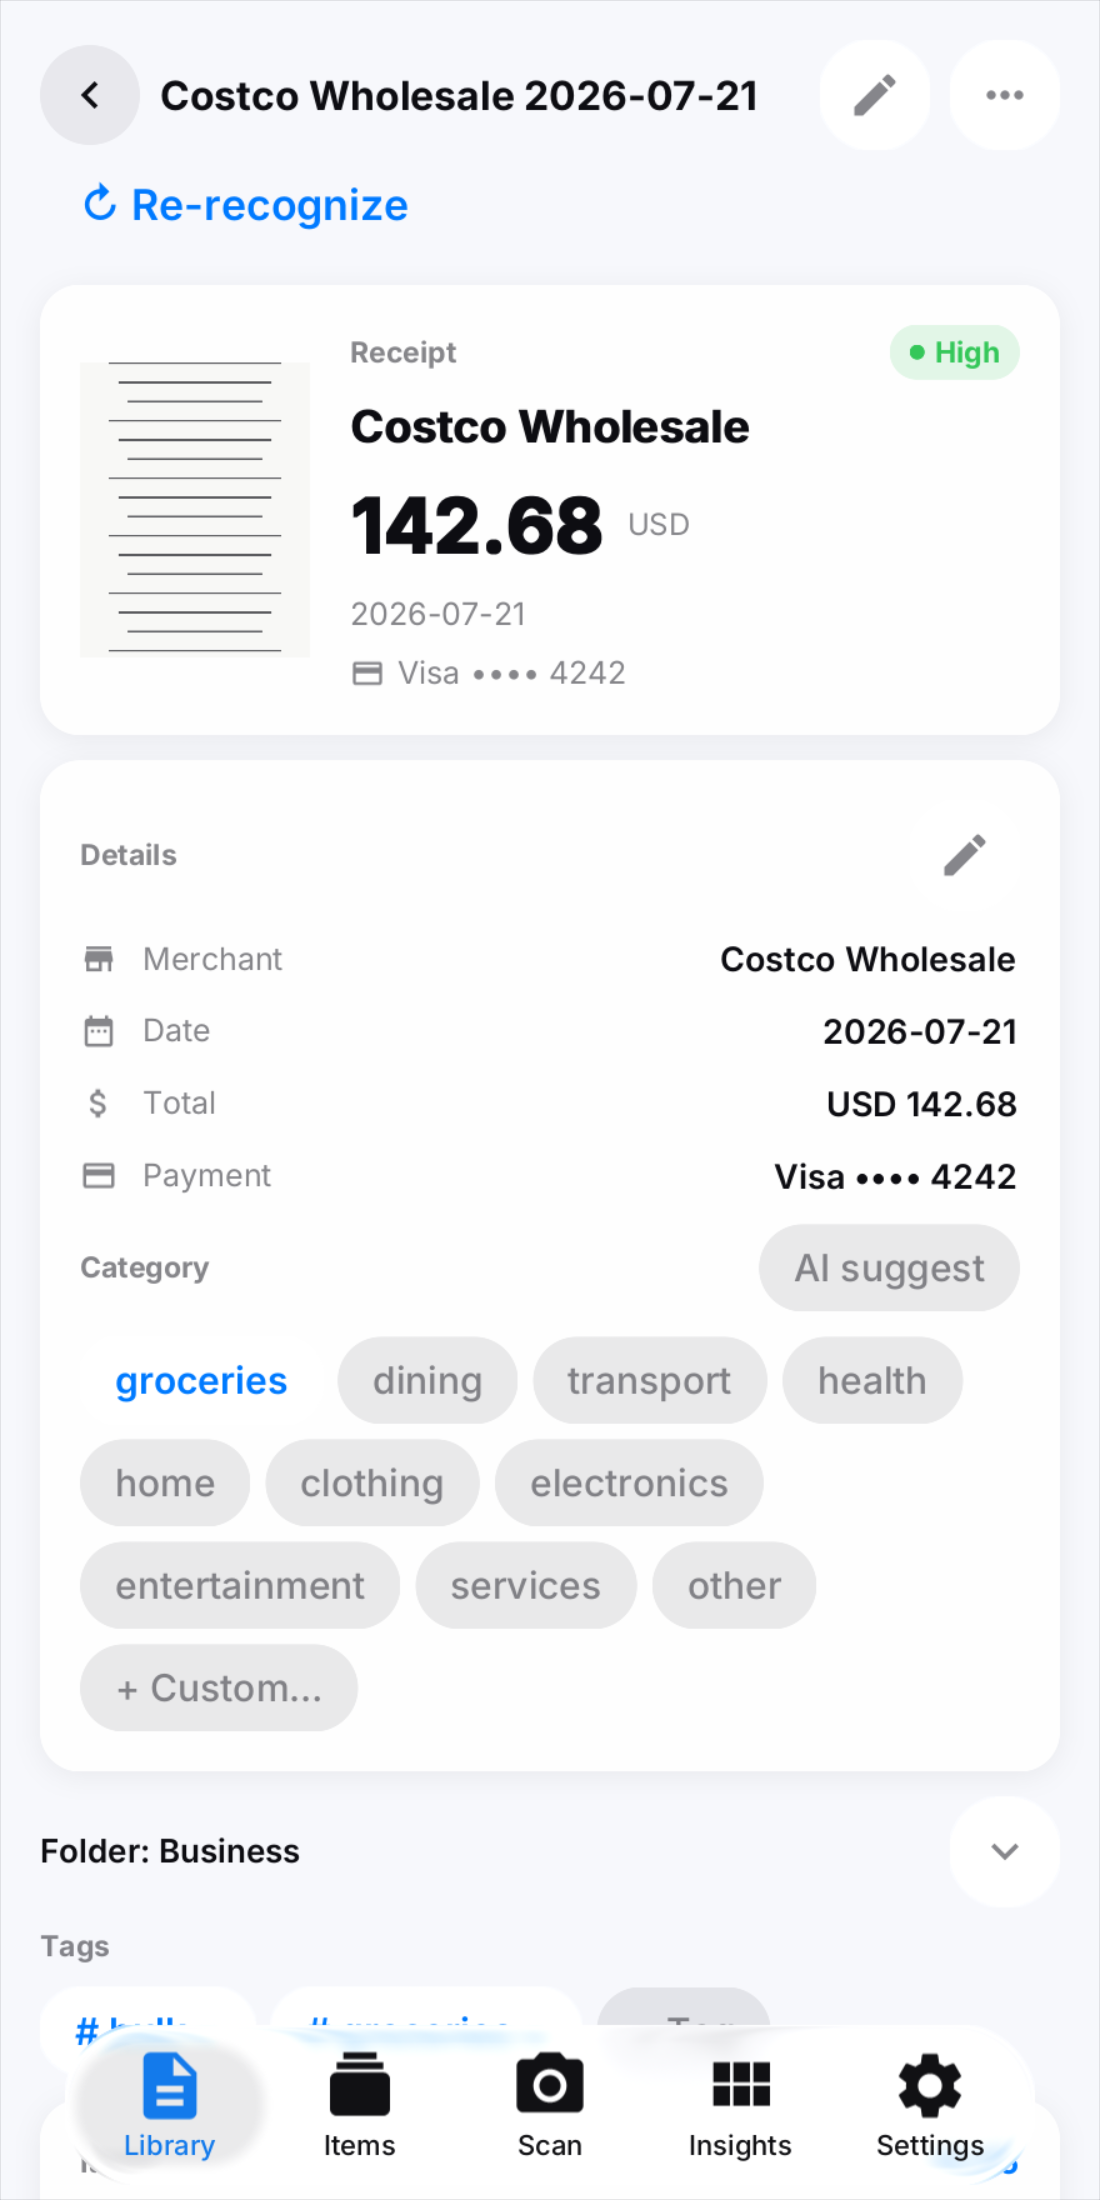 Costco Wholesale 2026-07-21
Re-recognize
Receipt
High
Costco Wholesale
142.68 USD
2026-07-21
Visa •••• 4242
Details
Merchant Costco Wholesale
Date 2026-07-21
Total USD 142.68
Payment Visa •••• 4242
Category AI suggest
groceries dining transport health
home clothing electronics
entertainment services other
+ Custom...
Folder: Business
Tags
# groceries
Library Items Scan Insights Settings